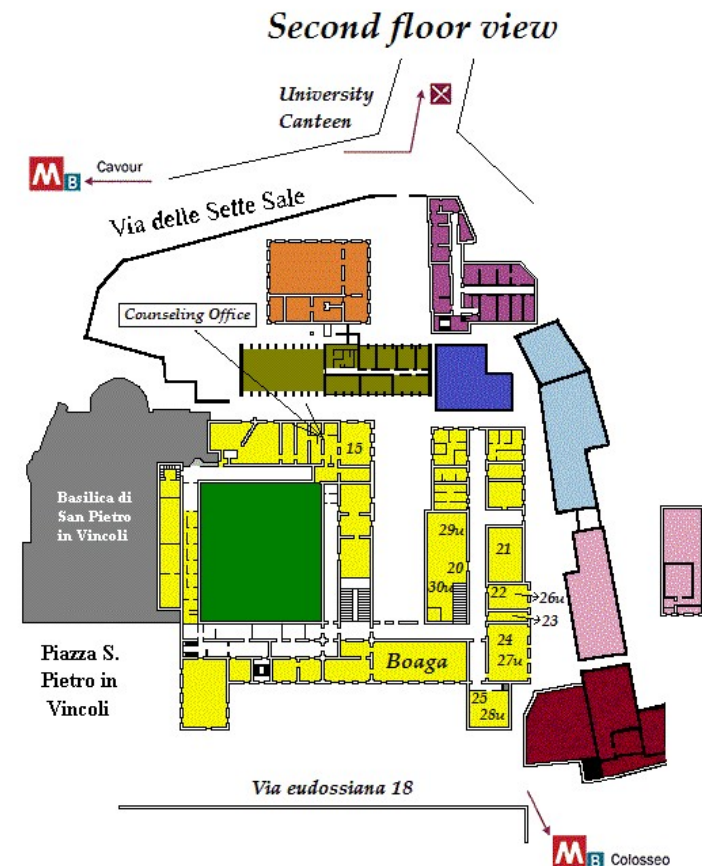 Second floor view
University
Canteen
M B
Cavour
Via delle Sette Sale
Counseling Office
15
Basilica di
San Pietro
in Vincoli
29u
20
30u
21
22
26u
23
24
27u
Boaga
25
28u
Piazza S.
Pietro in
Vincoli
Via eudossiana 18
M B
Colosseo